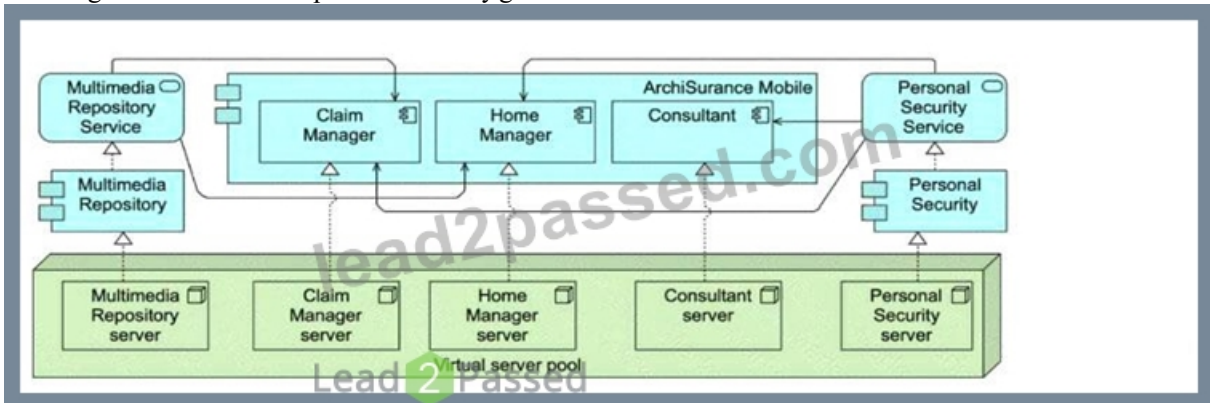 Multimedia
Repository
Service
ArchiSurance Mobile
Claim
Manager
Home
Manager
Consultant
Personal
Security
Service
Multimedia
Repository
Personal
Security
lead2passed.com
Multimedia
Repository
server
Claim
Manager
server
Home
Manager
server
Consultant
server
Personal
Security
server
Virtual server pool
Lead 2 Passed